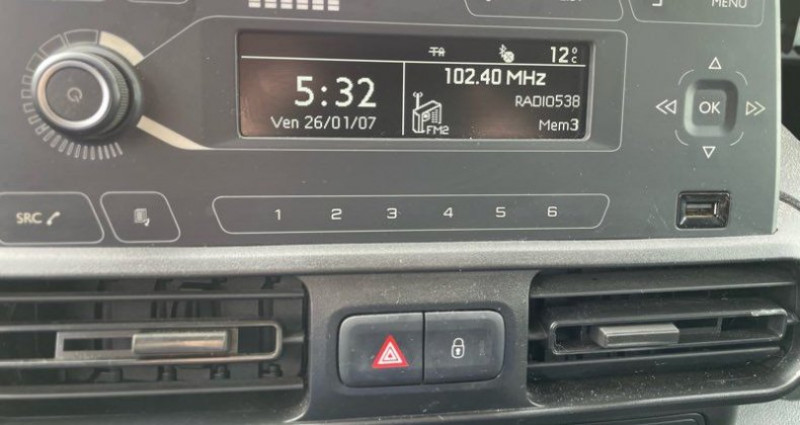 MENU
TA
12°C
5:32
102.40 MHz
RADIO538
Ven 26/01/07
FM2
Mem3
OK
SRC
1 2 3 4 5 6